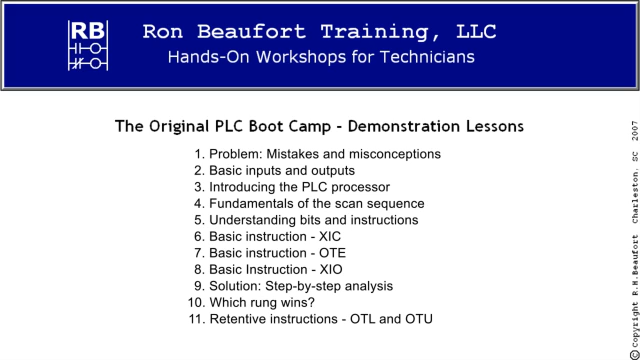 RB
Ron Beaufort Training, LLC
Hands-On Workshops for Technicians
The Original PLC Boot Camp - Demonstration Lessons
1. Problem: Mistakes and misconceptions
2. Basic inputs and outputs
3. Introducing the PLC processor
4. Fundamentals of the scan sequence
5. Understanding bits and instructions
6. Basic instruction - XIC
7. Basic instruction - OTE
8. Basic Instruction - XIO
9. Solution: Step-by-step analysis
10. Which rung wins?
11. Retentive instructions - OTL and OTU
© Copyright R.H.Beaufort Charleston, SC 2007